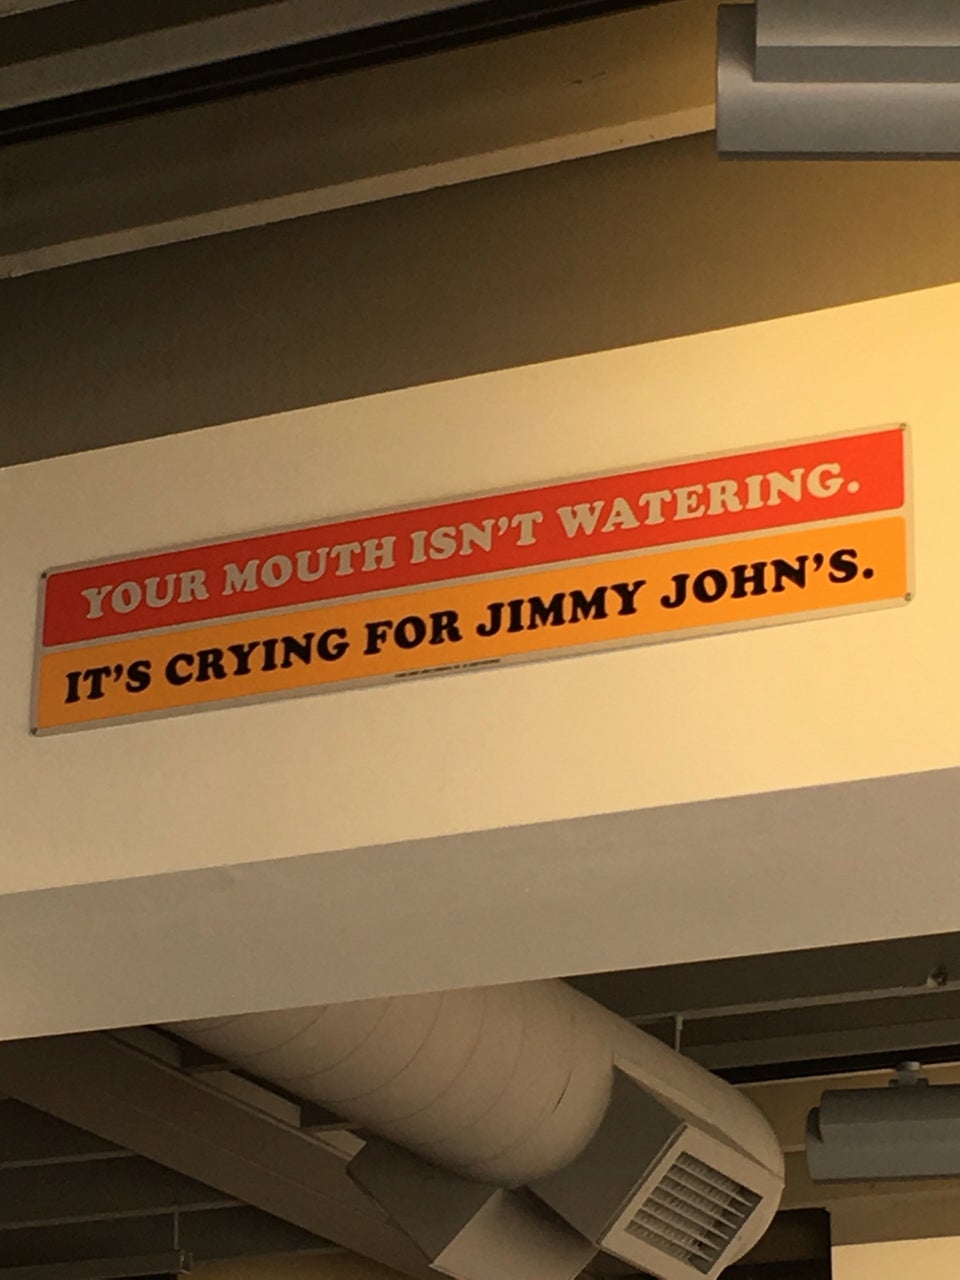 YOUR MOUTH ISN'T WATERING.
IT'S CRYING FOR JIMMY JOHN'S.